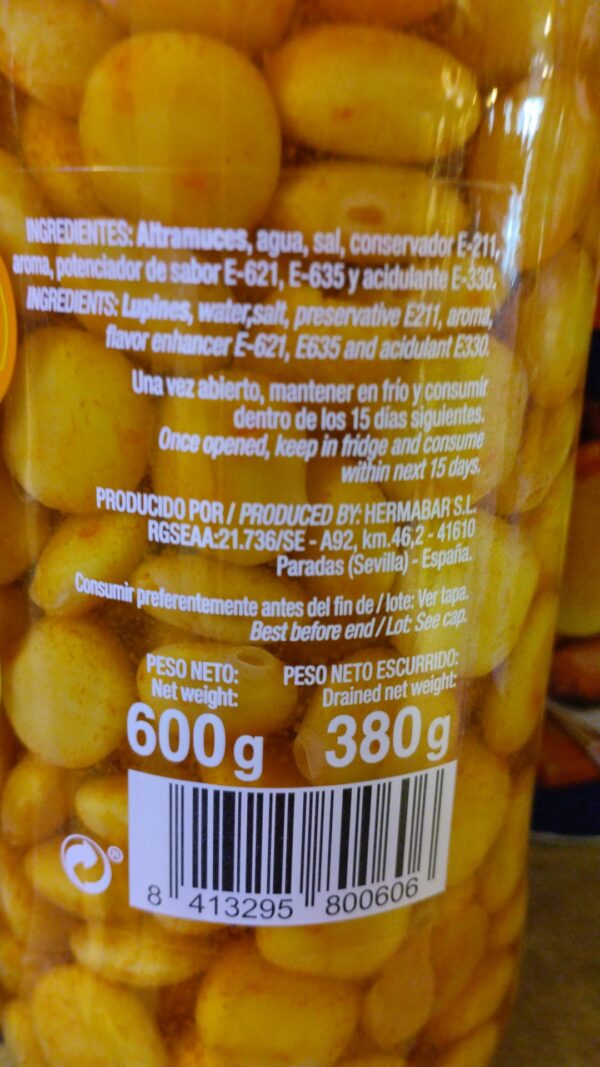 INGREDIENTES: Altramuces, agua, sal, conservador E-211,
aroma, potenciador de sabor E-621, E-635 y acidulante E-330.
INGREDIENTS: Lupines, water,salt, preservative E211, aroma,
flavor enhancer E-621, E635 and acidulant E330.
Una vez abierto, mantener en frio y consumir
dentro de los 15 días siguientes.
Once opened, keep in fridge and consume
within next 15 days.
PRODUCIDO POR / PRODUCED BY: HERMABAR S.L.
RGSEAA:21.736/SE - A92, km.46,2 - 41610
Paradas (Sevilla) - España.
Consumir preferentemente antes del fin de / lote: Ver tapa.
Best before end / Lot: See cap.
PESO NETO:
Net weight:
600g
PESO NETO ESCURRIDO:
Drained net weight:
380g
®
8 413295 800606